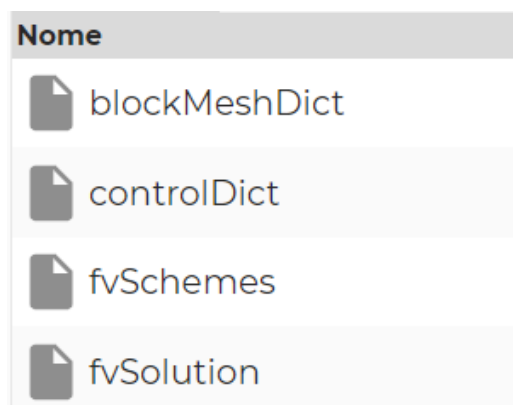 Nome
blockMeshDict
controlDict
fvSchemes
fvSolution